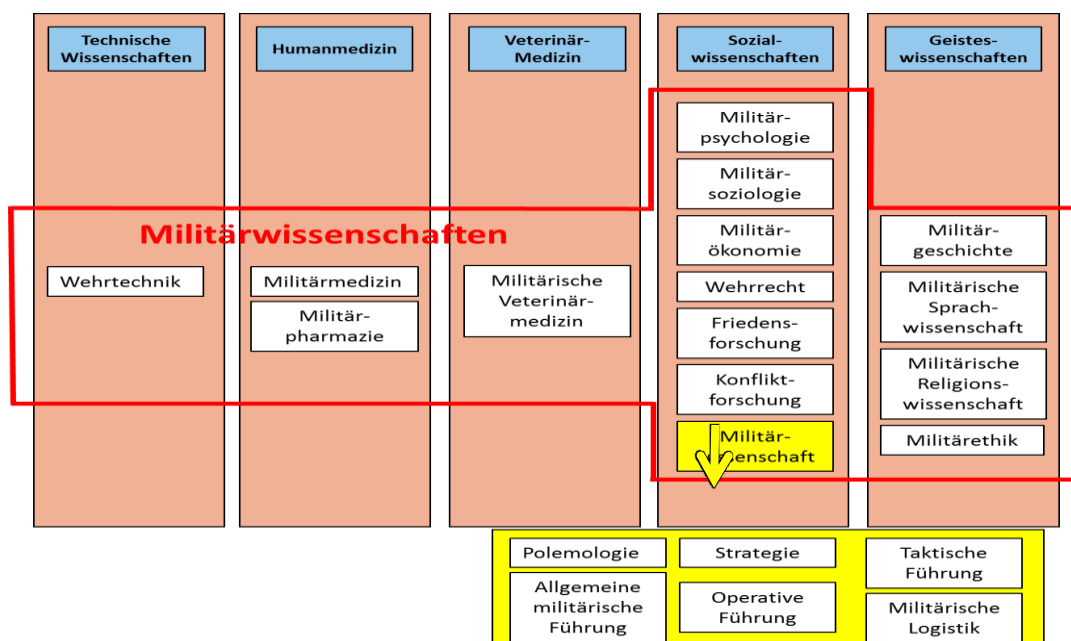 Technische
Wissenschaften
Humanmedizin
Veterinär-
Medizin
Sozial-
wissenschaften
Geistes-
wissenschaften
Militärwissenschaften
Wehrtechnik
Militärmedizin
Militär-
pharmazie
Militärische
Veterinär-
medizin
Militär-
psychologie
Militär-
soziologie
Militär-
ökonomie
Wehrrecht
Friedens-
forschung
Konflikt-
forschung
Militär-
Militär-
geschichte
Militärische
Sprach-
wissenschaft
Militärische
Religions-
wissenschaft
Militärethik
Polemologie
Allgemeine
militärische
Führung
Strategie
Operative
Führung
Taktische
Führung
Militärische
Logistik